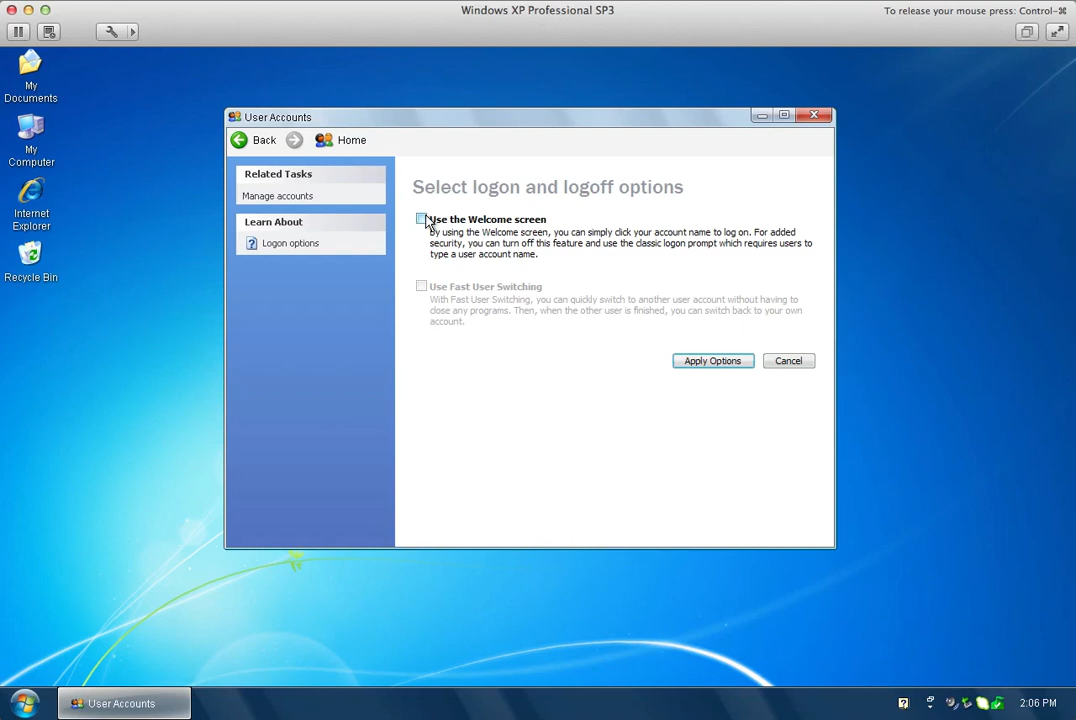 Windows XP Professional SP3
To release your mouse press: Control-⌘
My
Documents
My
Computer
Internet
Explorer
Recycle Bin
User Accounts
Back
Home
Related Tasks
Manage accounts
Learn About
Logon options
Select logon and logoff options
Use the Welcome screen
By using the Welcome screen, you can simply click your account name to log on. For added
security, you can turn off this feature and use the classic logon prompt which requires users to
type a user account name.
Use Fast User Switching
With Fast User Switching, you can quickly switch to another user account without having to
close any programs. Then, when the other user is finished, you can switch back to your own
account.
Apply Options
Cancel
User Accounts
2:06 PM